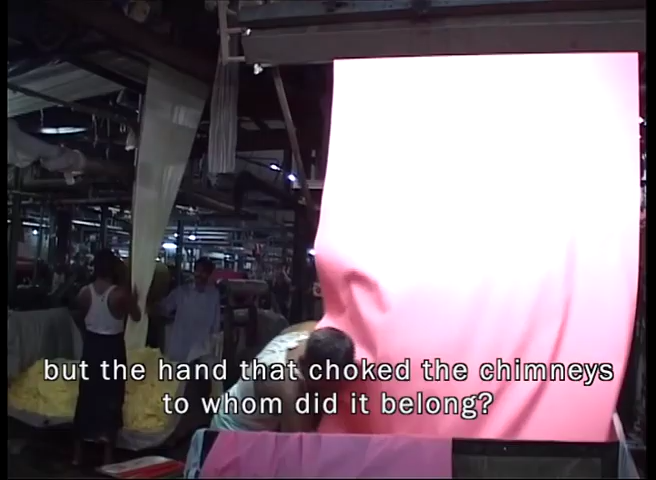 but the hand that choked the chimneys
to whom did it belong?